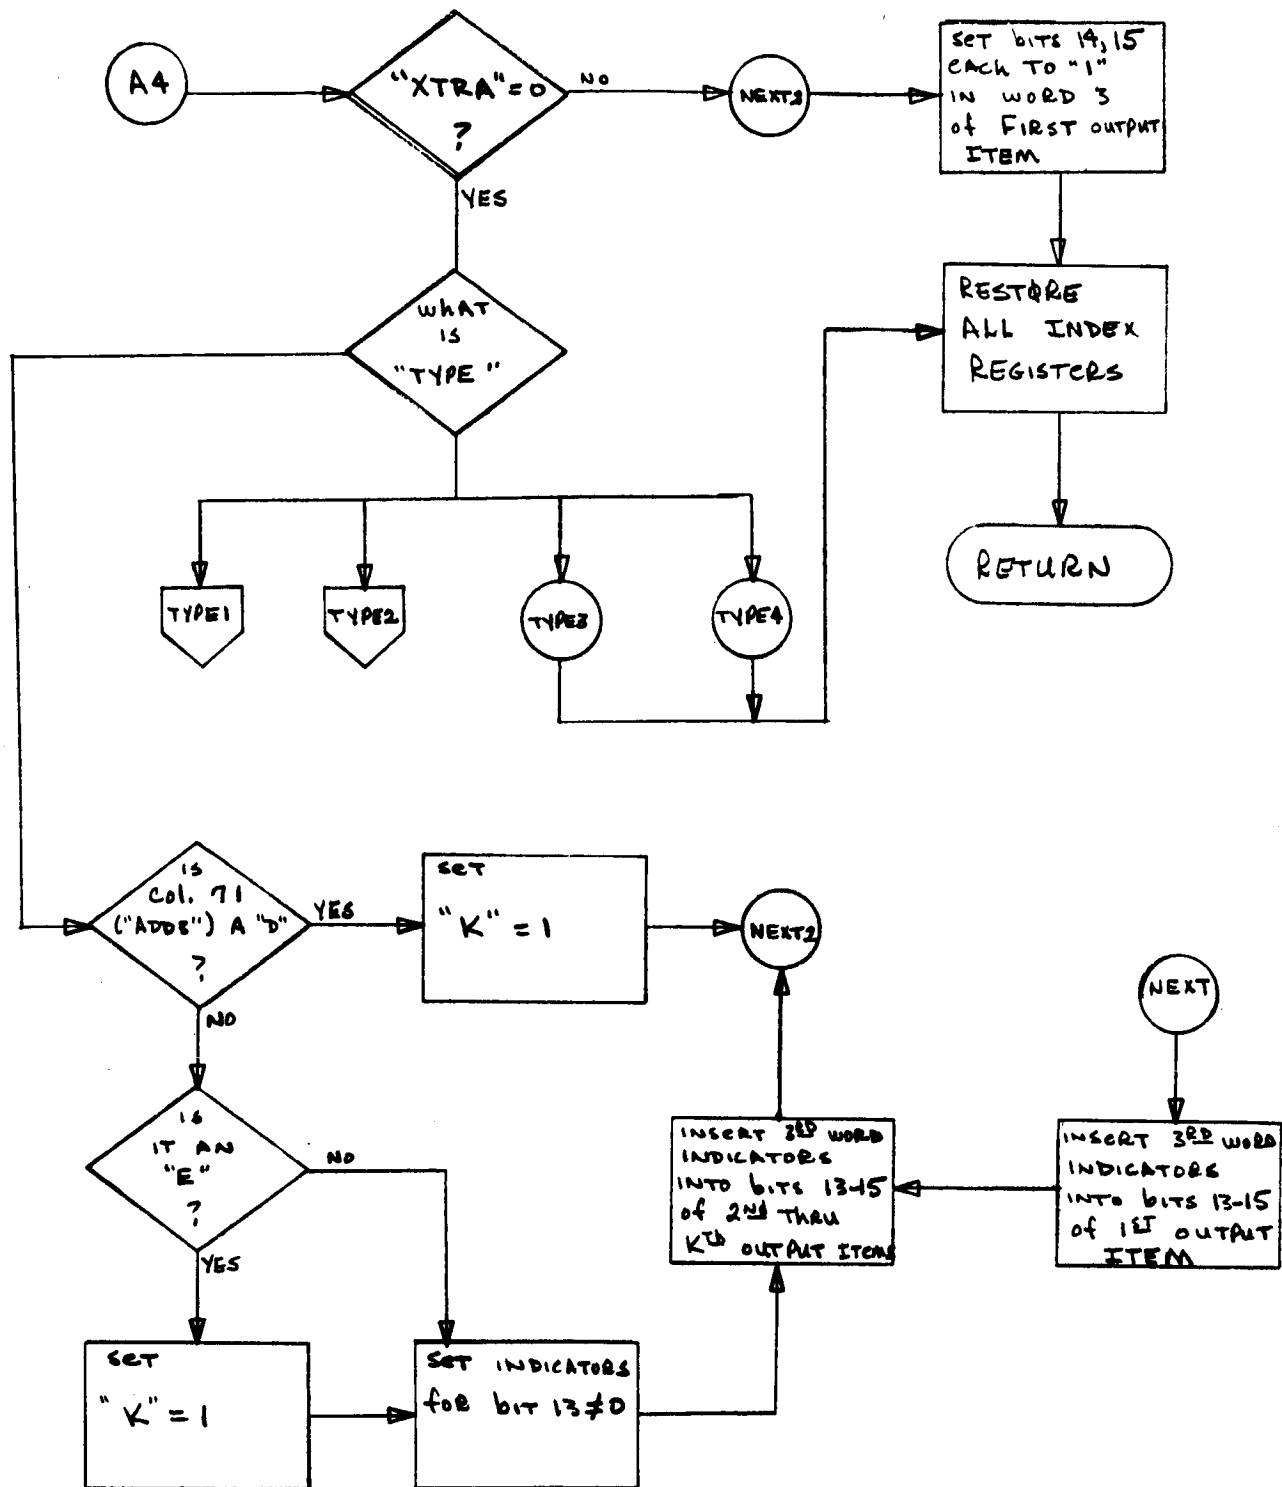 A4
"XTRA"=0
?
NO
YES
NEXT2
SET bITS 14,15
EACH TO "1"
IN WORD 3
of FIRST OUTPUT
ITEM
WHAT
IS
"TYPE"
RESTØRE
ALL INDEX
REGISTERS
RETURN
TYPE1
TYPE2
TYPE3
TYPE4
IS
COL. 71
("ADD8") A "D"
?
YES
NO
SET
"K" = 1
NEXT2
NEXT
IS
IT AN
"E"
?
NO
YES
INSERT 3RD WORD
INDICATORS
INTO bITS 13-15
of 2ND THRU
KTH OUTPUT ITEMS
INSERT 3RD WORD
INDICATORS
INTO bITS 13-15
of 1ST OUTPUT
ITEM
SET
"K" = 1
SET INDICATORS
FOR bIT 13≠0